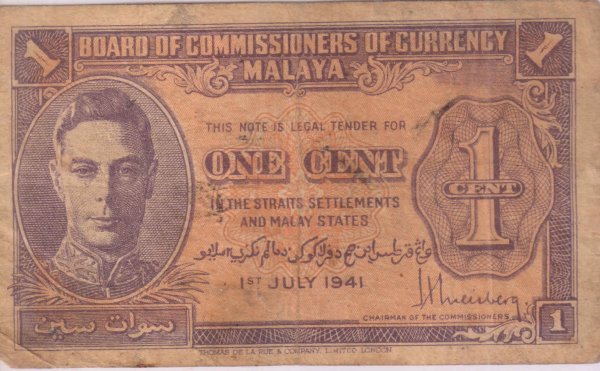 1 BOARD OF COMMISSIONERS OF CURRENCY 1
MALAYA
THIS NOTE IS LEGAL TENDER FOR
ONE CENT
IN THE STRAITS SETTLEMENTS
AND MALAY STATES
1
CENT
1ST JULY 1941
CHAIRMAN OF THE COMMISSIONERS
سوات سين
1
THOMAS DE LA RUE & COMPANY, LIMITED LONDON